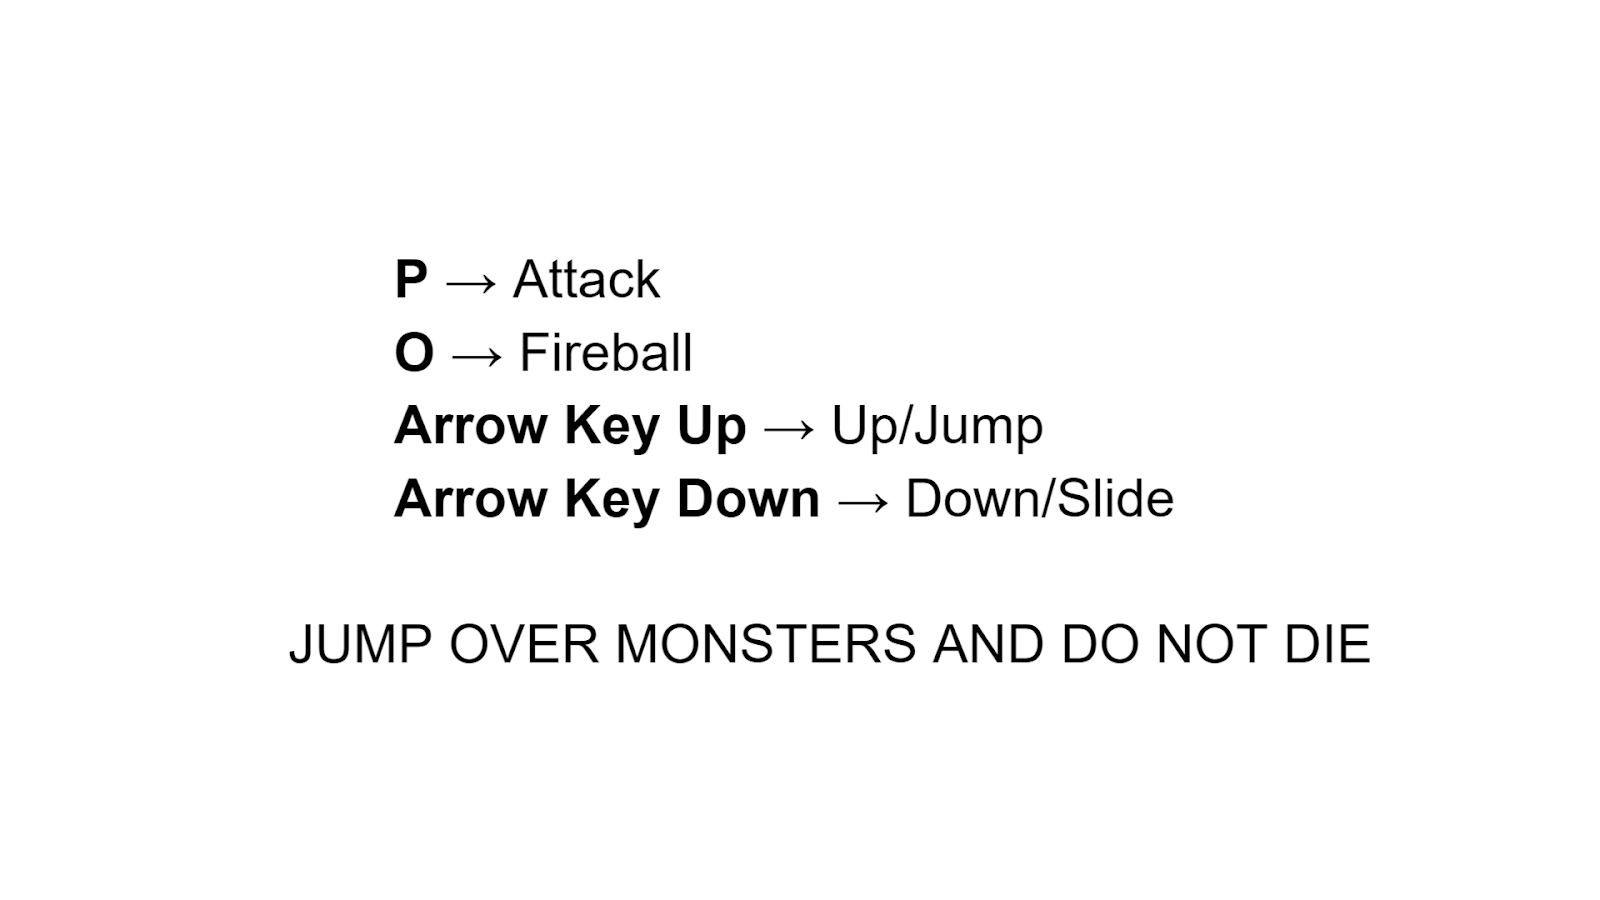 P → Attack
O → Fireball
Arrow Key Up → Up/Jump
Arrow Key Down → Down/Slide
JUMP OVER MONSTERS AND DO NOT DIE